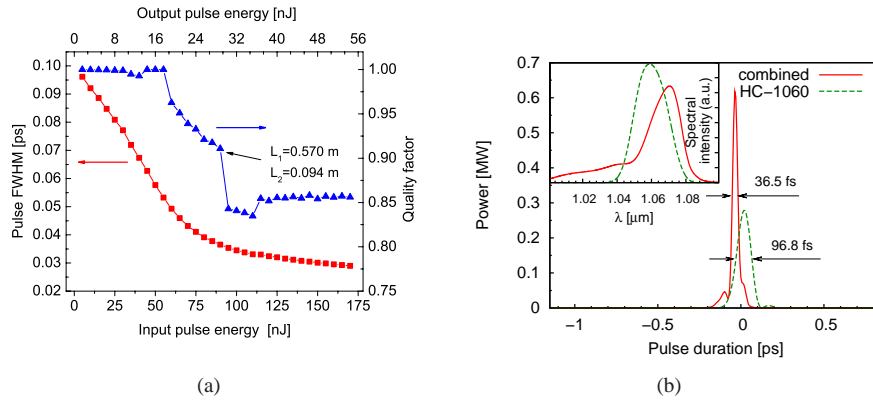 Output pulse energy [nJ]
0 8 16 24 32 40 48 56
0.10
0.09
0.08
0.07
0.06
0.05
0.04
0.03
0.02
Pulse FWHM [ps]
1.00
0.95
0.90
0.85
0.80
0.75
Quality factor
L₁=0.570 m
L₂=0.094 m
0 25 50 75 100 125 150 175
Input pulse energy [nJ]
(a)
0.7
0.6
0.5
0.4
0.3
0.2
0.1
0
Power [MW]
combined
HC−1060
Spectral
intensity (a.u.)
1.02 1.04 1.06 1.08
λ [μm]
36.5 fs
96.8 fs
−1 −0.5 0 0.5
Pulse duration [ps]
(b)